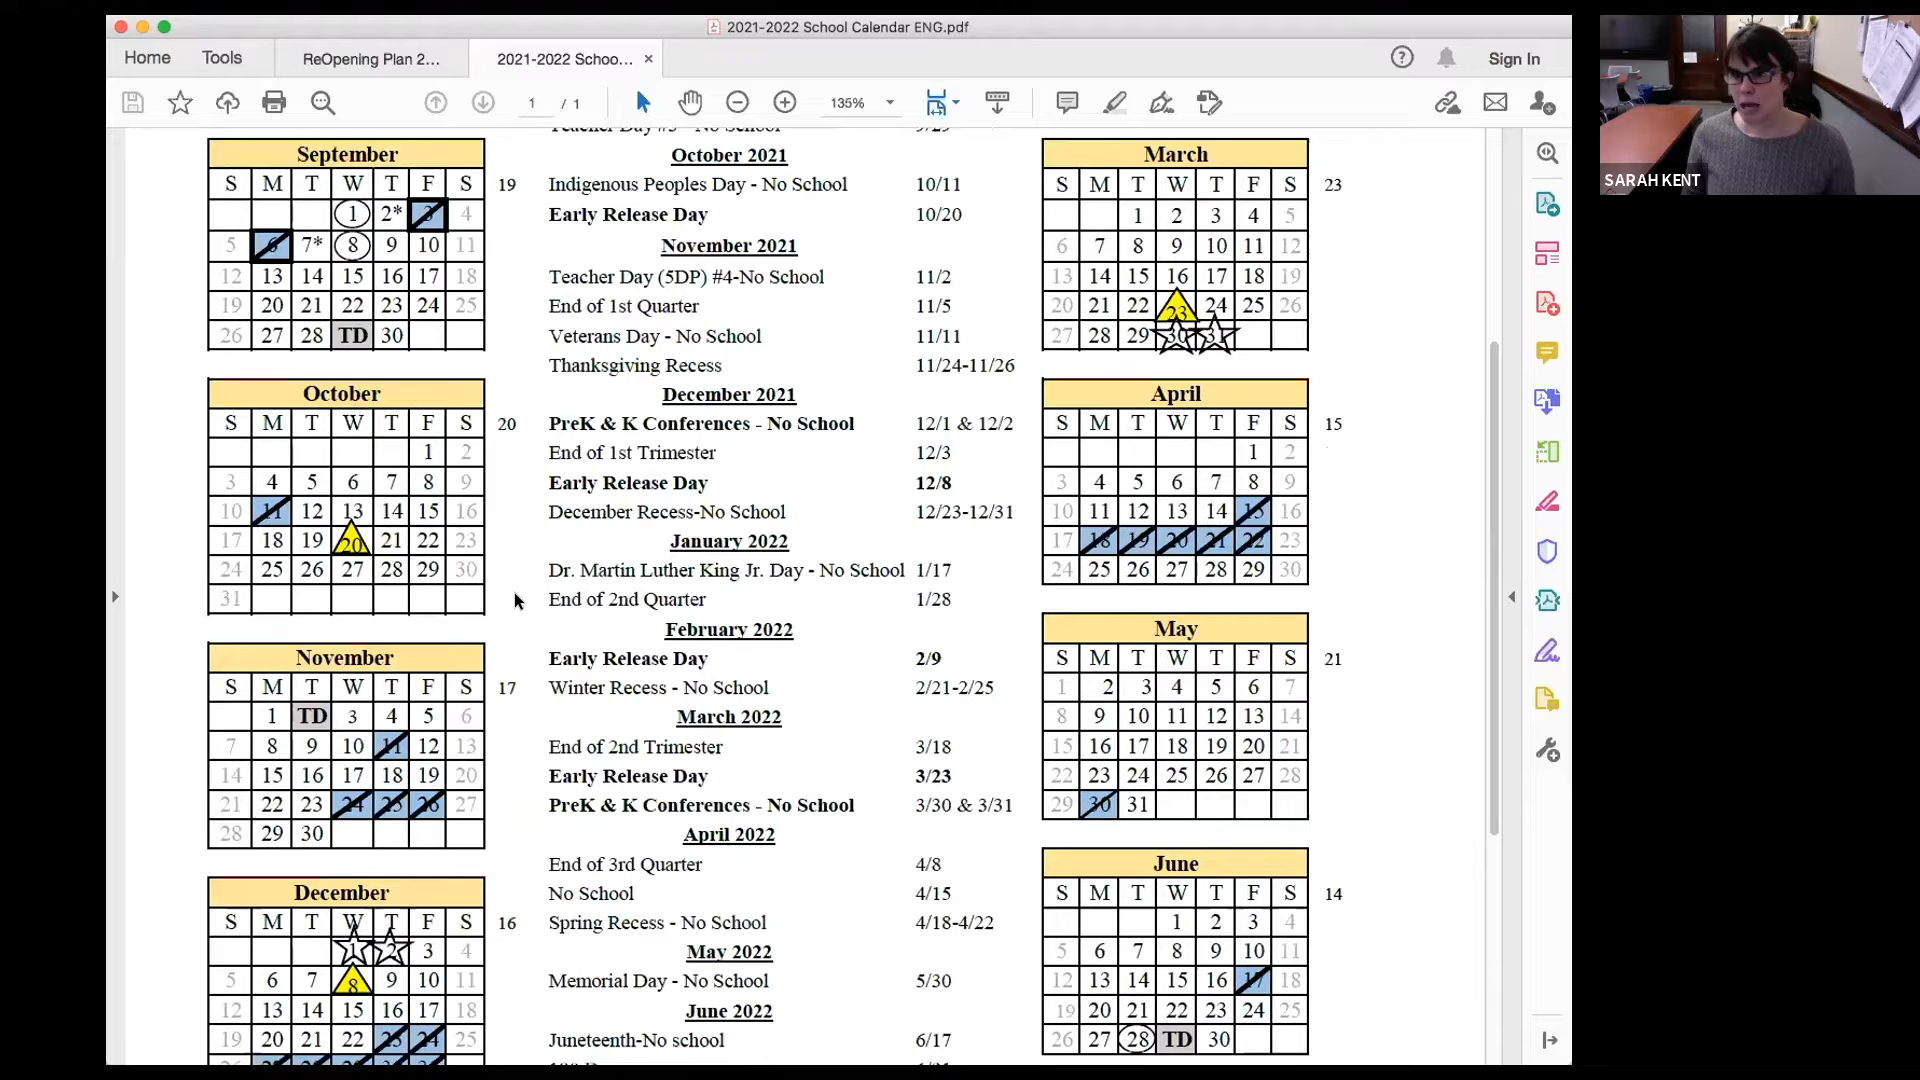 2021-2022 School Calendar ENG.pdf
Home Tools ReOpening Plan 2... 2021-2022 Schoo... × Sign In
1 / 1 135%
SARAH KENT
September
S M T W T F S 19
1 2* 3 4
5 6 7* 8 9 10 11
12 13 14 15 16 17 18
19 20 21 22 23 24 25
26 27 28 TD 30
October
S M T W T F S 20
1 2
3 4 5 6 7 8 9
10 11 12 13 14 15 16
17 18 19 20 21 22 23
24 25 26 27 28 29 30
31
November
S M T W T F S 17
1 TD 3 4 5 6
7 8 9 10 11 12 13
14 15 16 17 18 19 20
21 22 23 24 25 26 27
28 29 30
December
S M T W T F S 16
1 2 3 4
5 6 7 8 9 10 11
12 13 14 15 16 17 18
19 20 21 22 23 24 25
Teacher Day #3 - No School 9/29
October 2021
Indigenous Peoples Day - No School 10/11
Early Release Day 10/20
November 2021
Teacher Day (5DP) #4-No School 11/2
End of 1st Quarter 11/5
Veterans Day - No School 11/11
Thanksgiving Recess 11/24-11/26
December 2021
PreK & K Conferences - No School 12/1 & 12/2
End of 1st Trimester 12/3
Early Release Day 12/8
December Recess-No School 12/23-12/31
January 2022
Dr. Martin Luther King Jr. Day - No School 1/17
End of 2nd Quarter 1/28
February 2022
Early Release Day 2/9
Winter Recess - No School 2/21-2/25
March 2022
End of 2nd Trimester 3/18
Early Release Day 3/23
PreK & K Conferences - No School 3/30 & 3/31
April 2022
End of 3rd Quarter 4/8
No School 4/15
Spring Recess - No School 4/18-4/22
May 2022
Memorial Day - No School 5/30
June 2022
Juneteenth-No school 6/17
March
S M T W T F S 23
1 2 3 4 5
6 7 8 9 10 11 12
13 14 15 16 17 18 19
20 21 22 23 24 25 26
27 28 29 30 31
April
S M T W T F S 15
1 2
3 4 5 6 7 8 9
10 11 12 13 14 15 16
17 18 19 20 21 22 23
24 25 26 27 28 29 30
May
S M T W T F S 21
1 2 3 4 5 6 7
8 9 10 11 12 13 14
15 16 17 18 19 20 21
22 23 24 25 26 27 28
29 30 31
June
S M T W T F S 14
1 2 3 4
5 6 7 8 9 10 11
12 13 14 15 16 17 18
19 20 21 22 23 24 25
26 27 28 TD 30